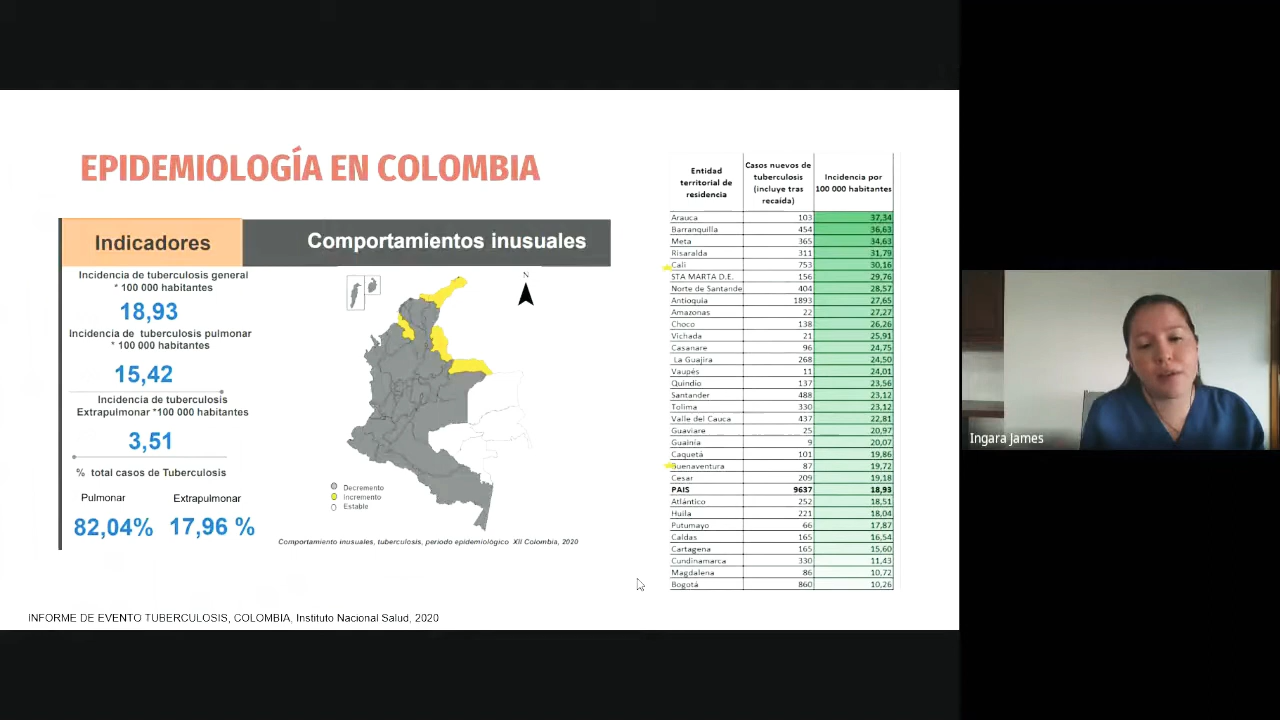 EPIDEMIOLOGÍA EN COLOMBIA
Indicadores
Comportamientos inusuales
Incidencia de tuberculosis general
* 100 000 habitantes
18,93
Incidencia de tuberculosis pulmonar
* 100 000 habitantes
15,42
Incidencia de tuberculosis
Extrapulmonar *100 000 habitantes
3,51
% total casos de Tuberculosis
Pulmonar Extrapulmonar
82,04% 17,96 %
N
Decremento
Incremento
Estable
Comportamiento inusuales, tuberculosis, periodo epidemiológico XII Colombia, 2020
Entidad territorial de residencia | Casos nuevos de tuberculosis (incluye tras recaída) | Incidencia por 100 000 habitantes
Arauca 103 37,34
Barranquilla 454 36,63
Meta 365 34,63
Risaralda 311 31,79
Cali 753 30,16
STA MARTA D.E. 156 29,76
Norte de Santande 404 28,57
Antioquia 1893 27,65
Amazonas 22 27,27
Choco 138 26,26
Vichada 21 25,91
Casanare 96 24,75
La Guajira 268 24,50
Vaupés 11 24,01
Quindio 137 23,56
Santander 488 23,12
Tolima 330 23,12
Valle del Cauca 437 22,81
Guaviare 25 20,97
Guainía 9 20,07
Caquetá 101 19,86
Buenaventura 87 19,72
Cesar 209 19,18
PAIS 9637 18,93
Atlántico 252 18,51
Huila 221 18,04
Putumayo 66 17,87
Caldas 165 16,54
Cartagena 165 15,60
Cundinamarca 330 11,43
Magdalena 86 10,72
Bogotá 860 10,26
INFORME DE EVENTO TUBERCULOSIS, COLOMBIA, Instituto Nacional Salud, 2020
Ingara James